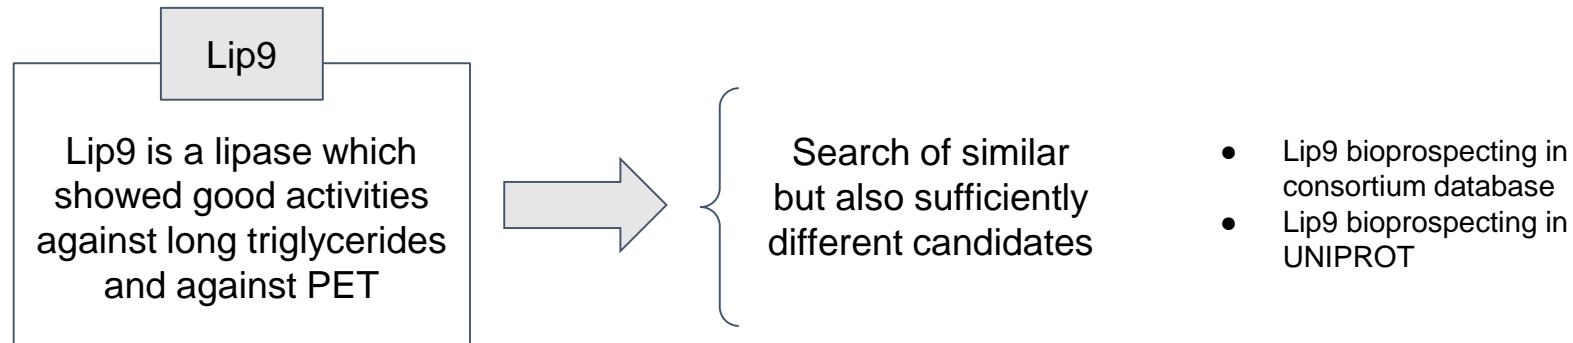 Lip9
Lip9 is a lipase which
showed good activities
against long triglycerides
and against PET
Search of similar
but also sufficiently
different candidates
● Lip9 bioprospecting in
consortium database
● Lip9 bioprospecting in
UNIPROT